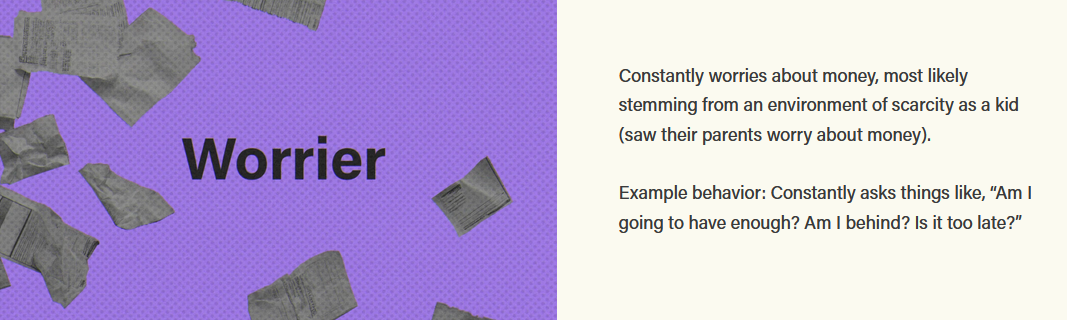 Worrier
Constantly worries about money, most likely
stemming from an environment of scarcity as a kid
(saw their parents worry about money).
Example behavior: Constantly asks things like, “Am I
going to have enough? Am I behind? Is it too late?”